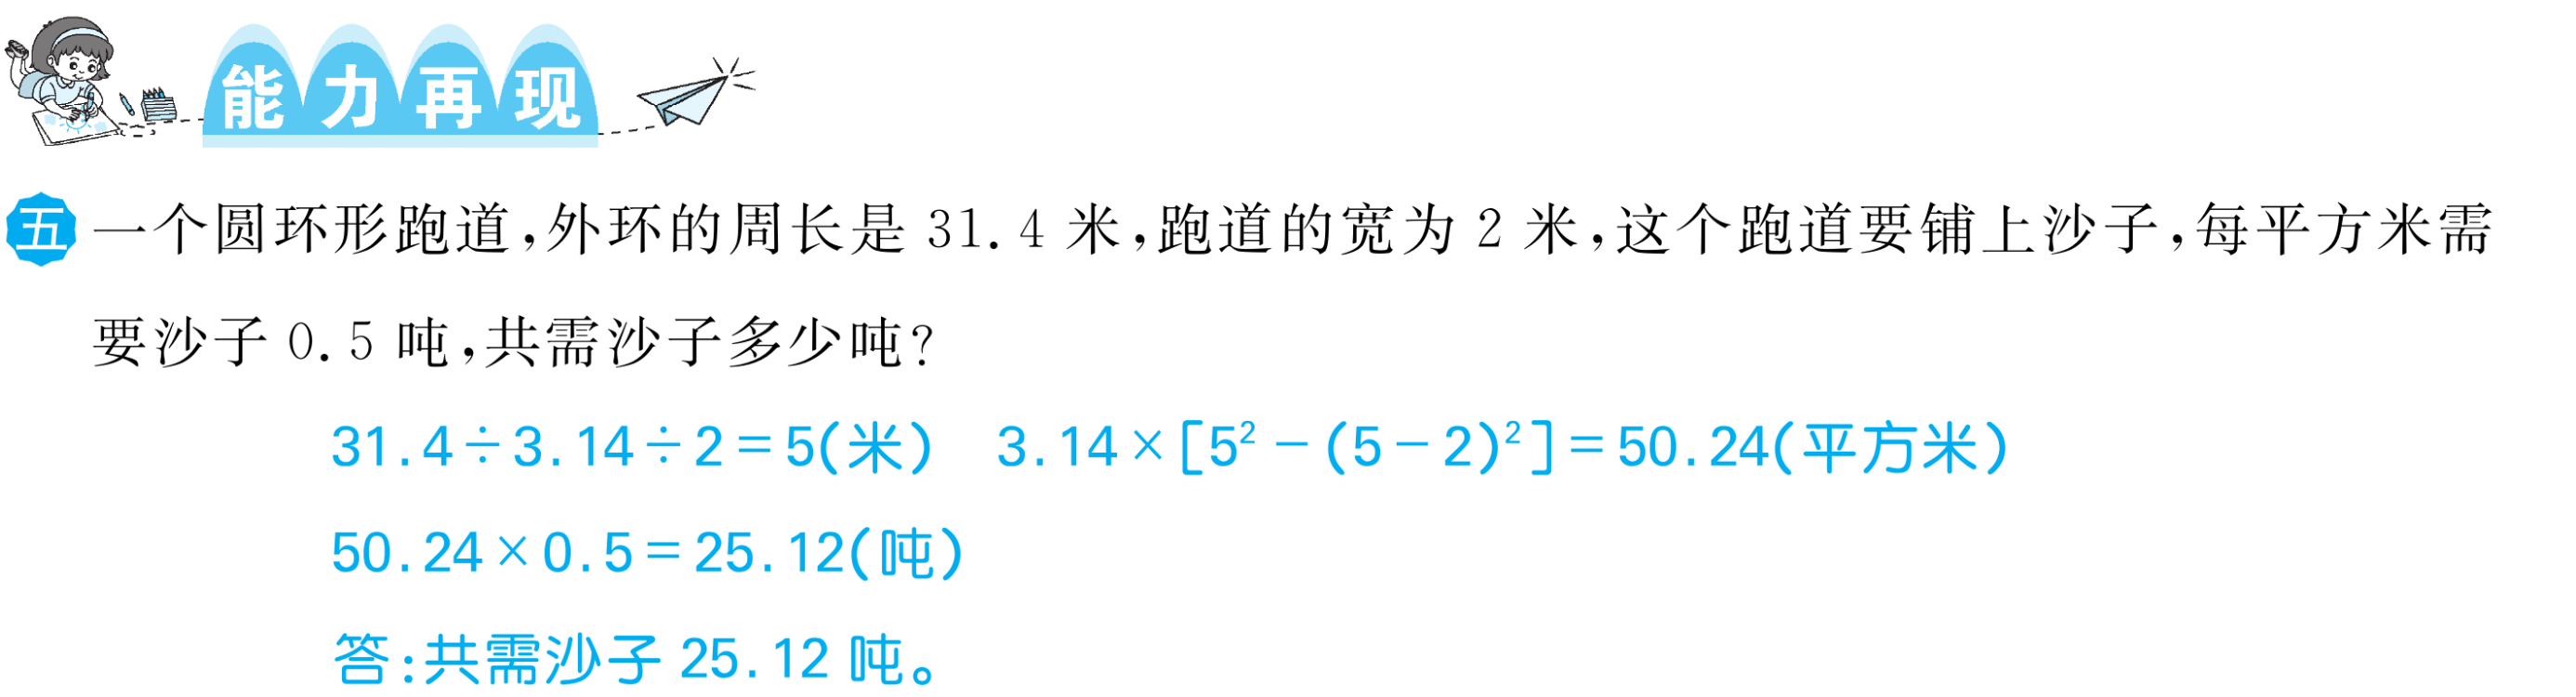 能力再现
五 一个圆环形跑道,外环的周长是 31.4 米,跑道的宽为 2 米,这个跑道要铺上沙子,每平方米需
要沙子 0.5 吨,共需沙子多少吨?
31.4÷3.14÷2=5(米) 3.14×[5²-(5-2)²]=50.24(平方米)
50.24×0.5=25.12(吨)
答:共需沙子 25.12 吨。